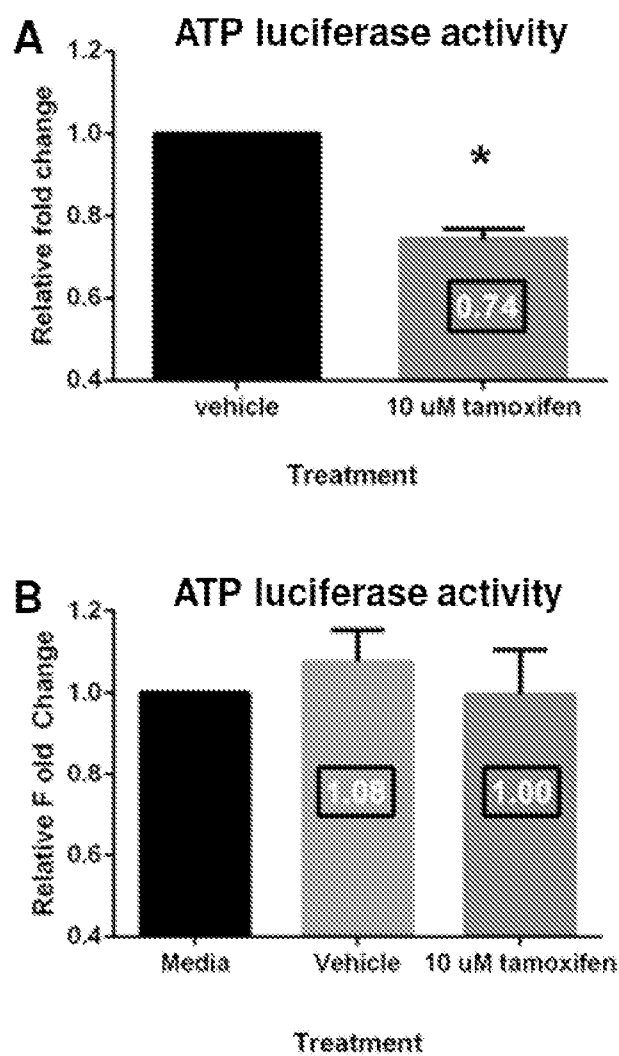 A
ATP luciferase activity
Relative fold change
1.2
1.0
0.8
0.6
0.4
*
0.74
vehicle
10 uM tamoxifen
Treatment
B
ATP luciferase activity
Relative F old Change
1.2
1.0
0.8
0.6
0.4
1.08
1.00
Media
Vehicle
10 uM tamoxifen
Treatment